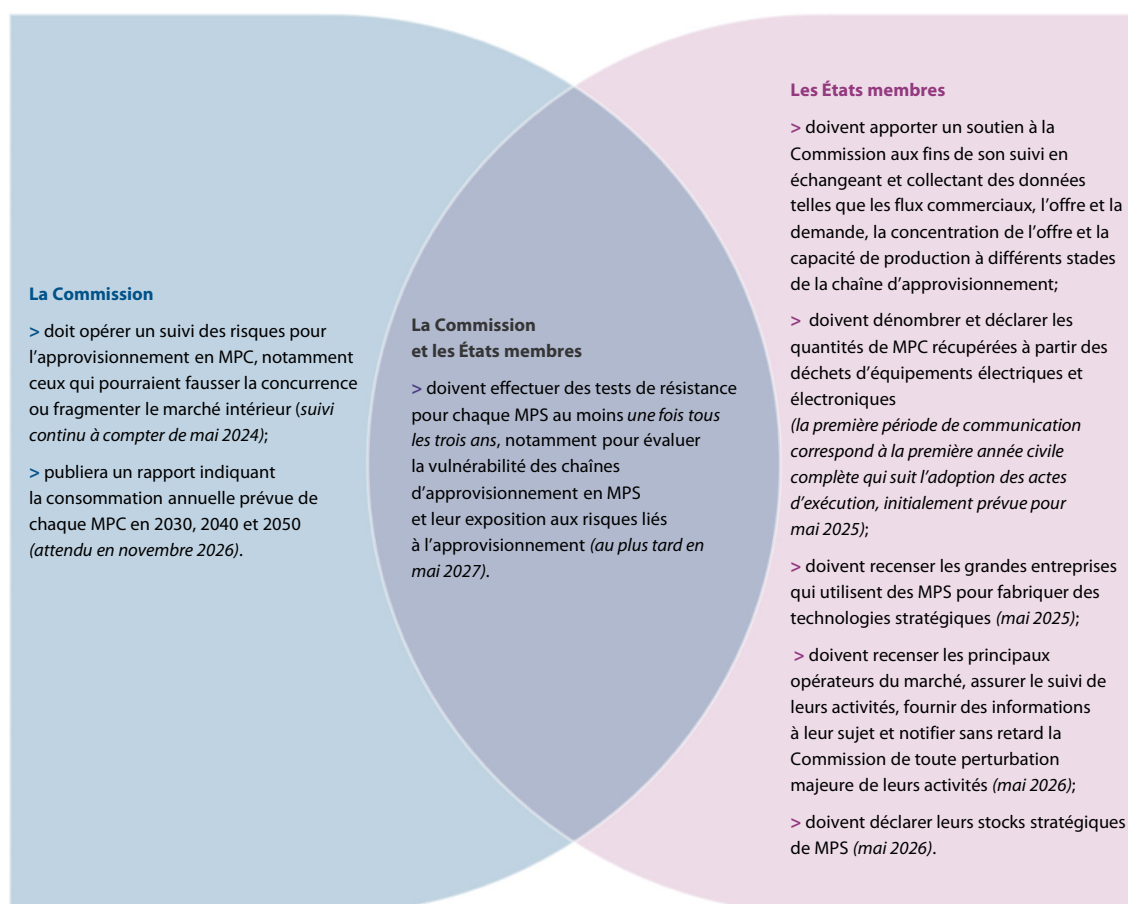 La Commission
> doit opérer un suivi des risques pour
l’approvisionnement en MPC, notamment
ceux qui pourraient fausser la concurrence
ou fragmenter le marché intérieur (suivi
continu à compter de mai 2024);
> publiera un rapport indiquant
la consommation annuelle prévue de
chaque MPC en 2030, 2040 et 2050
(attendu en novembre 2026).
La Commission
et les États membres
> doivent effectuer des tests de résistance
pour chaque MPS au moins une fois tous
les trois ans, notamment pour évaluer
la vulnérabilité des chaînes
d’approvisionnement en MPS
et leur exposition aux risques liés
à l’approvisionnement (au plus tard en
mai 2027).
Les États membres
> doivent apporter un soutien à la
Commission aux fins de son suivi en
échangeant et collectant des données
telles que les flux commerciaux, l’offre et la
demande, la concentration de l’offre et la
capacité de production à différents stades
de la chaîne d’approvisionnement;
> doivent dénombrer et déclarer les
quantités de MPC récupérées à partir des
déchets d’équipements électriques et
électroniques
(la première période de communication
correspond à la première année civile
complète qui suit l’adoption des actes
d’exécution, initialement prévue pour
mai 2025);
> doivent recenser les grandes entreprises
qui utilisent des MPS pour fabriquer des
technologies stratégiques (mai 2025);
> doivent recenser les principaux
opérateurs du marché, assurer le suivi de
leurs activités, fournir des informations
à leur sujet et notifier sans retard la
Commission de toute perturbation
majeure de leurs activités (mai 2026);
> doivent déclarer leurs stocks stratégiques
de MPS (mai 2026).